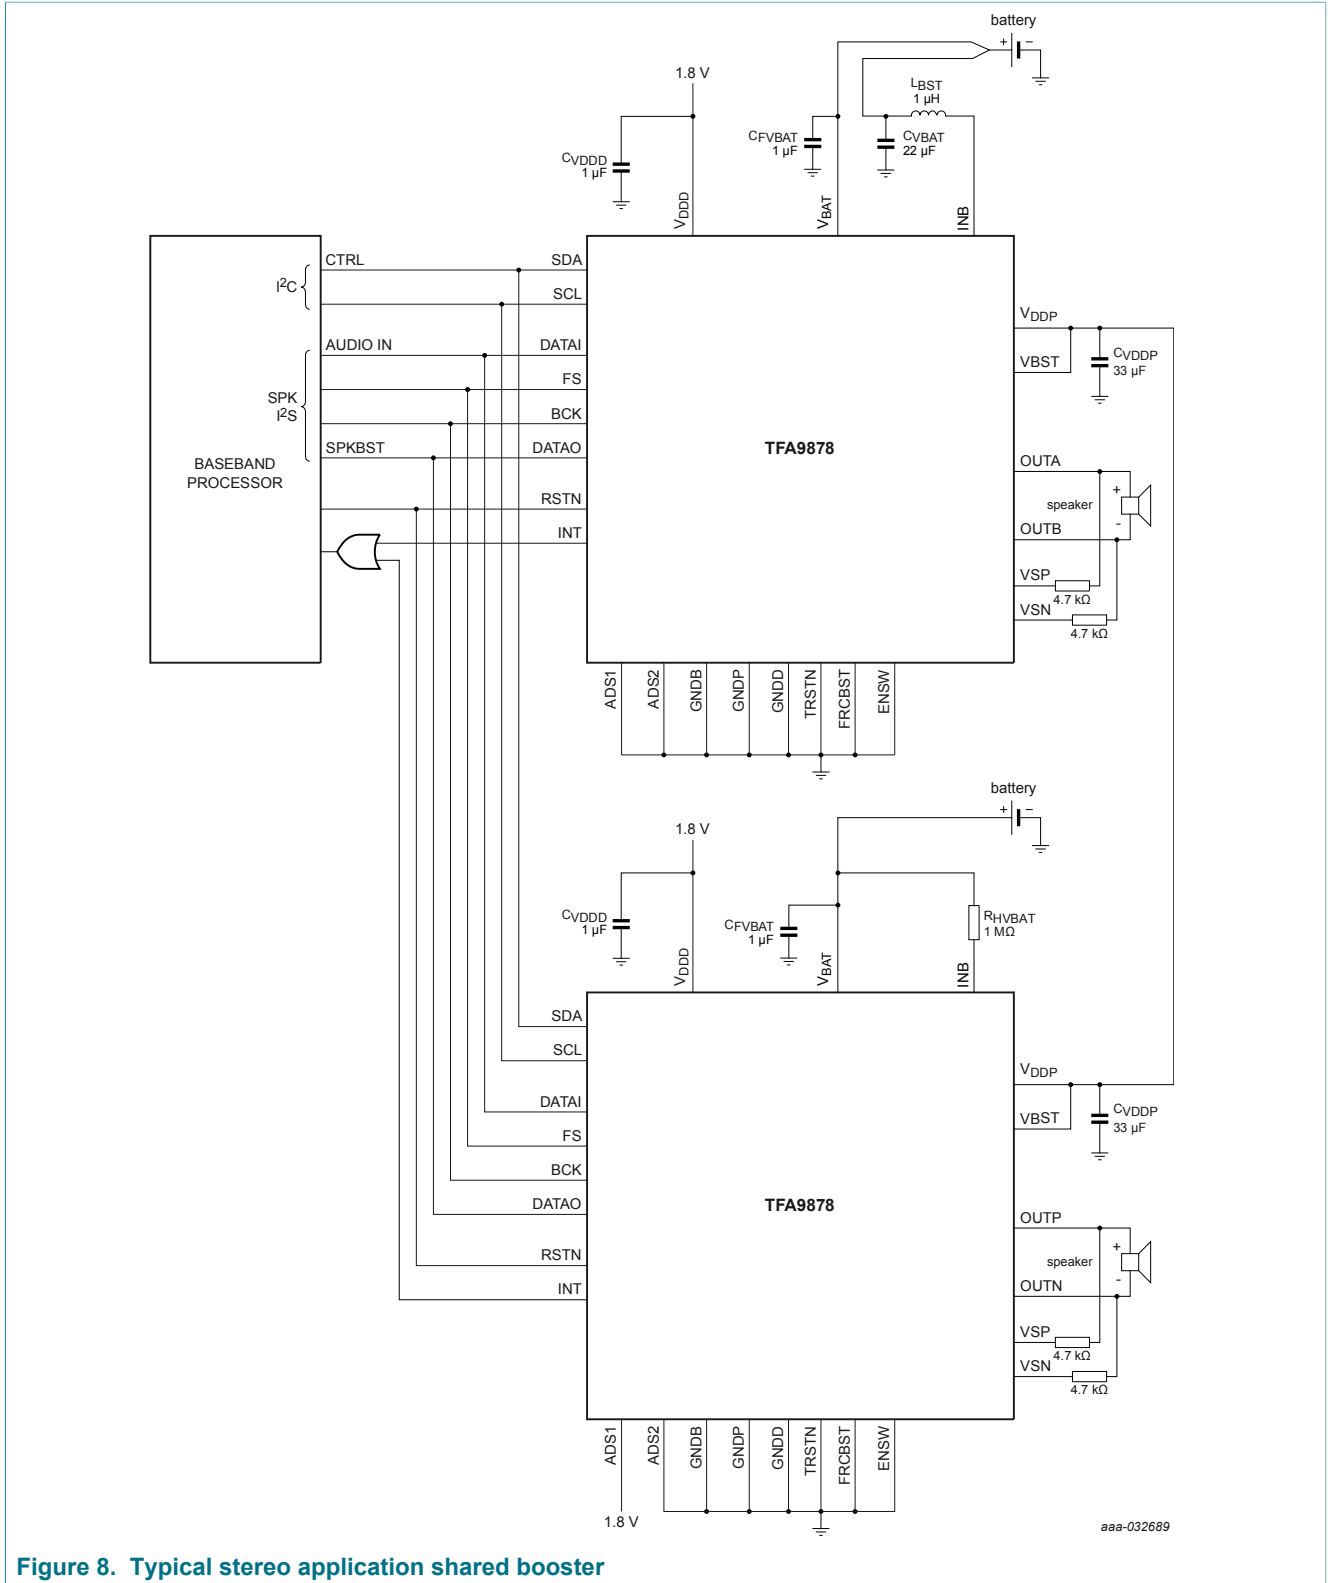 battery
+ −
1.8 V
LBST
1 µH
CFVBAT
1 µF
CVBAT
22 µF
CVDDD
1 µF
VDDD
VBAT
INB
CTRL
SDA
I2C
SCL
VDDP
AUDIO IN
DATAI
VBST
CVDDP
33 µF
FS
SPK
I2S
BCK
SPKBST
DATAO
TFA9878
BASEBAND
PROCESSOR
OUTA
RSTN
speaker
+
-
INT
OUTB
VSP
4.7 kΩ
VSN
4.7 kΩ
ADS1
ADS2
GNDB
GNDP
GNDD
TRSTN
FRCBST
ENSW
battery
+ −
1.8 V
CVDDD
1 µF
CFVBAT
1 µF
RHVBAT
1 MΩ
VDDD
VBAT
INB
SDA
SCL
VDDP
DATAI
VBST
CVDDP
33 µF
FS
BCK
DATAO
TFA9878
OUTP
RSTN
speaker
+
-
INT
OUTN
VSP
4.7 kΩ
VSN
4.7 kΩ
ADS1
ADS2
GNDB
GNDP
GNDD
TRSTN
FRCBST
ENSW
1.8 V
aaa-032689
Figure 8. Typical stereo application shared booster